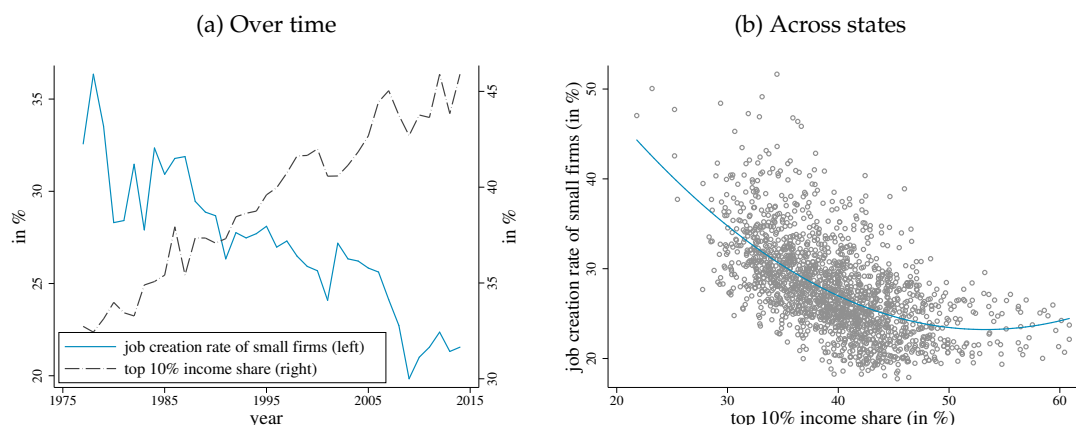 (a) Over time
(b) Across states
in %
35
30
25
20
in %
45
40
35
30
job creation rate of small firms (left)
top 10% income share (right)
1975 1985 1995 2005 2015
year
job creation rate of small firms (in %)
50
40
30
20
20 30 40 50 60
top 10% income share (in %)